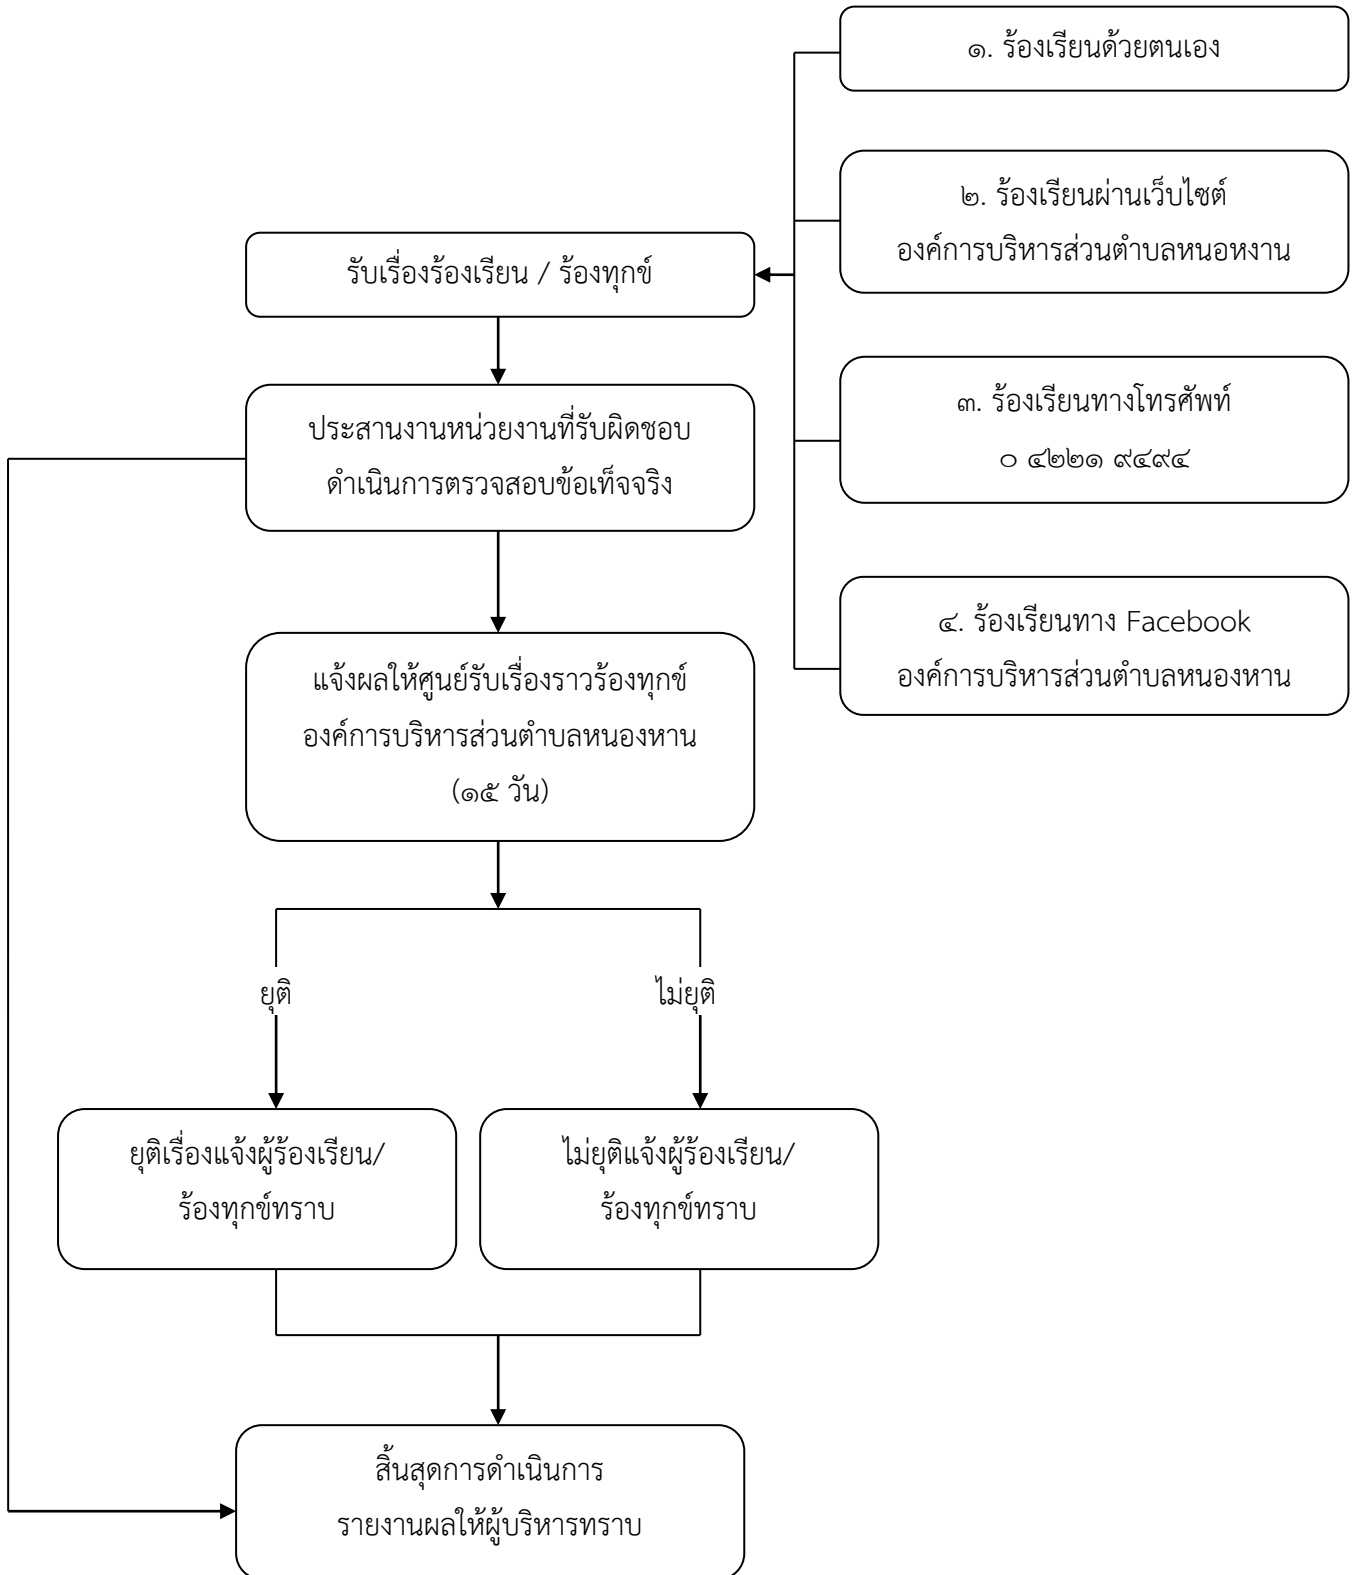 ๑. ร้องเรียนด้วยตนเอง
๒. ร้องเรียนผ่านเว็บไซต์
องค์การบริหารส่วนตำบลหนอหงาน
รับเรื่องร้องเรียน / ร้องทุกข์
๓. ร้องเรียนทางโทรศัพท์
๐ ๔๒๒๑ ๙๔๙๔
ประสานงานหน่วยงานที่รับผิดชอบ
ดำเนินการตรวจสอบข้อเท็จจริง
๔. ร้องเรียนทาง Facebook
องค์การบริหารส่วนตำบลหนองหาน
แจ้งผลให้ศูนย์รับเรื่องราวร้องทุกข์
องค์การบริหารส่วนตำบลหนองหาน
(๑๕ วัน)
ยุติ
ไม่ยุติ
ยุติเรื่องแจ้งผู้ร้องเรียน/
ร้องทุกข์ทราบ
ไม่ยุติแจ้งผู้ร้องเรียน/
ร้องทุกข์ทราบ
สิ้นสุดการดำเนินการ
รายงานผลให้ผู้บริหารทราบ